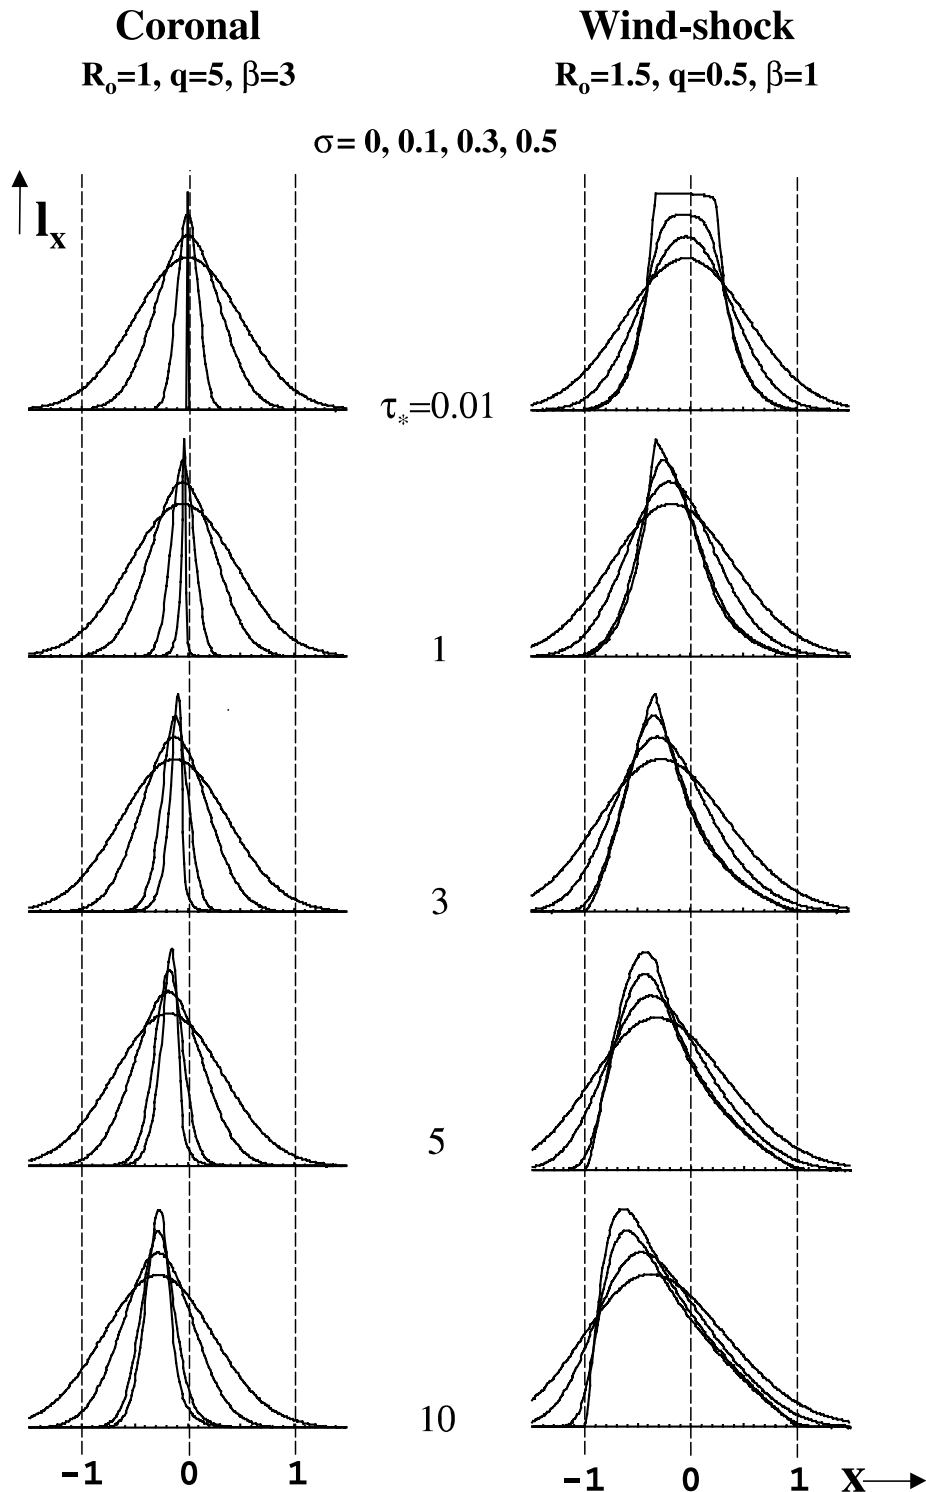 Coronal Wind-shock
Rₒ=1, q=5, β=3 Rₒ=1.5, q=0.5, β=1
σ= 0, 0.1, 0.3, 0.5
lₓ
τ*=0.01
1
3
5
10
-1 0 1 -1 0 1 x